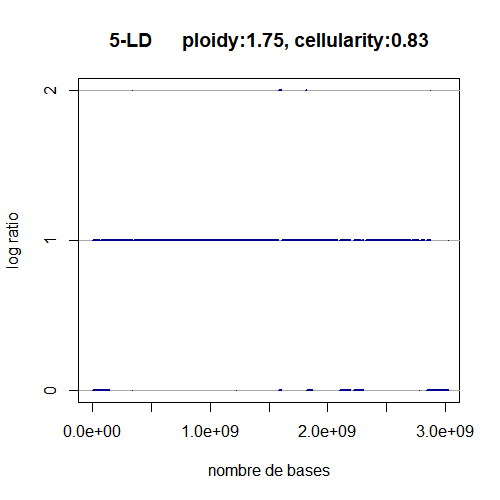 5-LD ploidy:1.75, cellularity:0.83
2
1
0
log ratio
0.0e+00 1.0e+09 2.0e+09 3.0e+09
nombre de bases